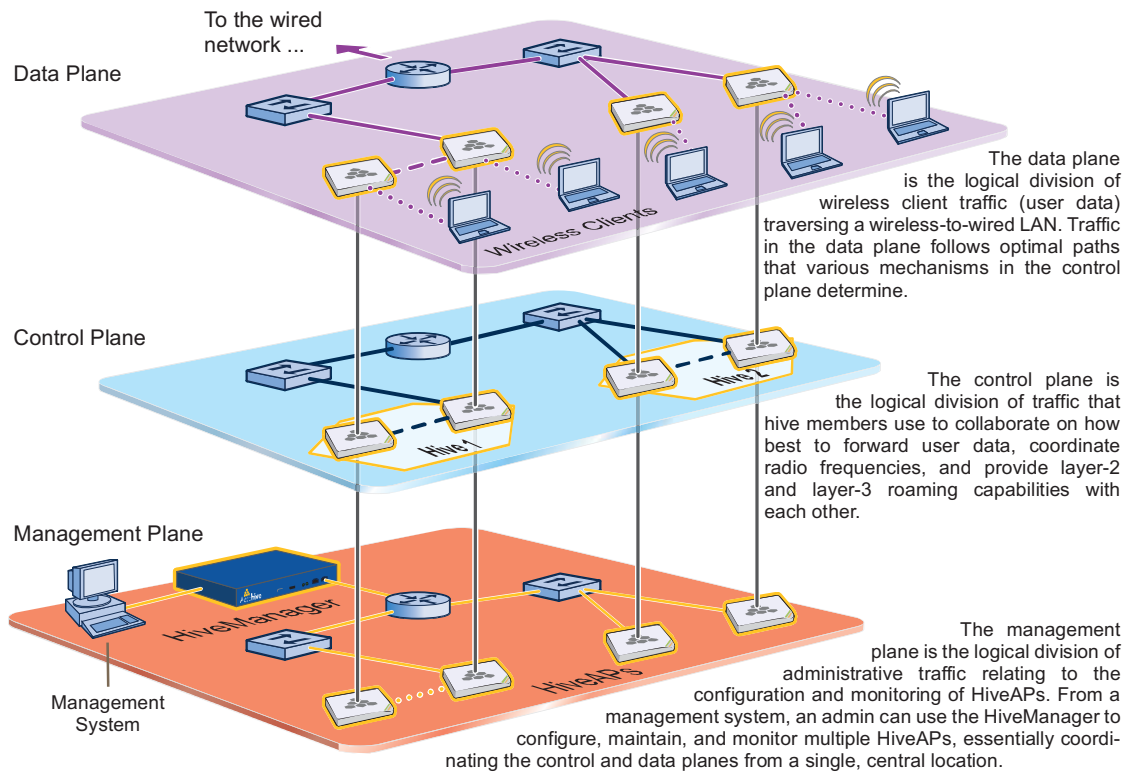 To the wired
network ...
Data Plane
Wireless Clients
The data plane
is the logical division of
wireless client traffic (user data)
traversing a wireless-to-wired LAN. Traffic
in the data plane follows optimal paths
that various mechanisms in the control
plane determine.
Control Plane
Hive 2
Hive 1
The control plane is
the logical division of traffic that
hive members use to collaborate on how
best to forward user data, coordinate
radio frequencies, and provide layer-2
and layer-3 roaming capabilities with
each other.
Management Plane
HiveManager
HiveAPs
Management
System
The management
plane is the logical division of
administrative traffic relating to the
configuration and monitoring of HiveAPs. From a
management system, an admin can use the HiveManager to
configure, maintain, and monitor multiple HiveAPs, essentially coordi-
nating the control and data planes from a single, central location.